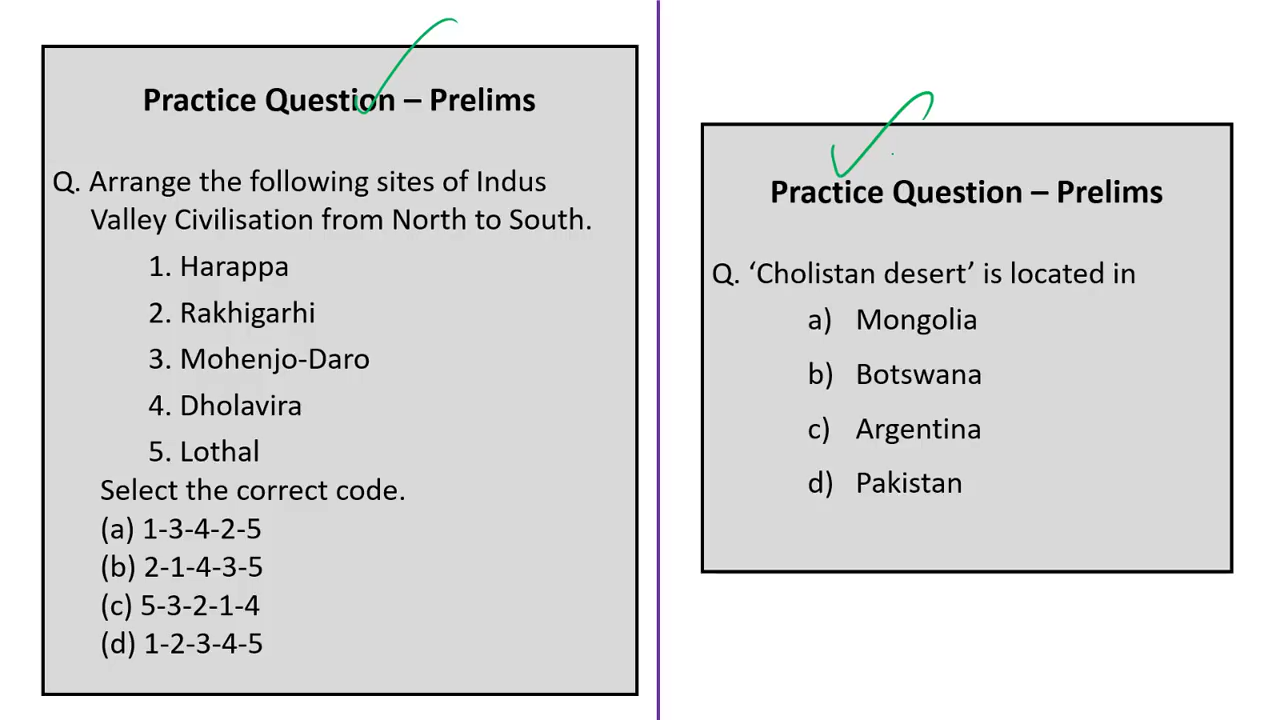 Practice Question – Prelims
Q. Arrange the following sites of Indus
Valley Civilisation from North to South.
1. Harappa
2. Rakhigarhi
3. Mohenjo-Daro
4. Dholavira
5. Lothal
Select the correct code.
(a) 1-3-4-2-5
(b) 2-1-4-3-5
(c) 5-3-2-1-4
(d) 1-2-3-4-5
Practice Question – Prelims
Q. ‘Cholistan desert’ is located in
a) Mongolia
b) Botswana
c) Argentina
d) Pakistan